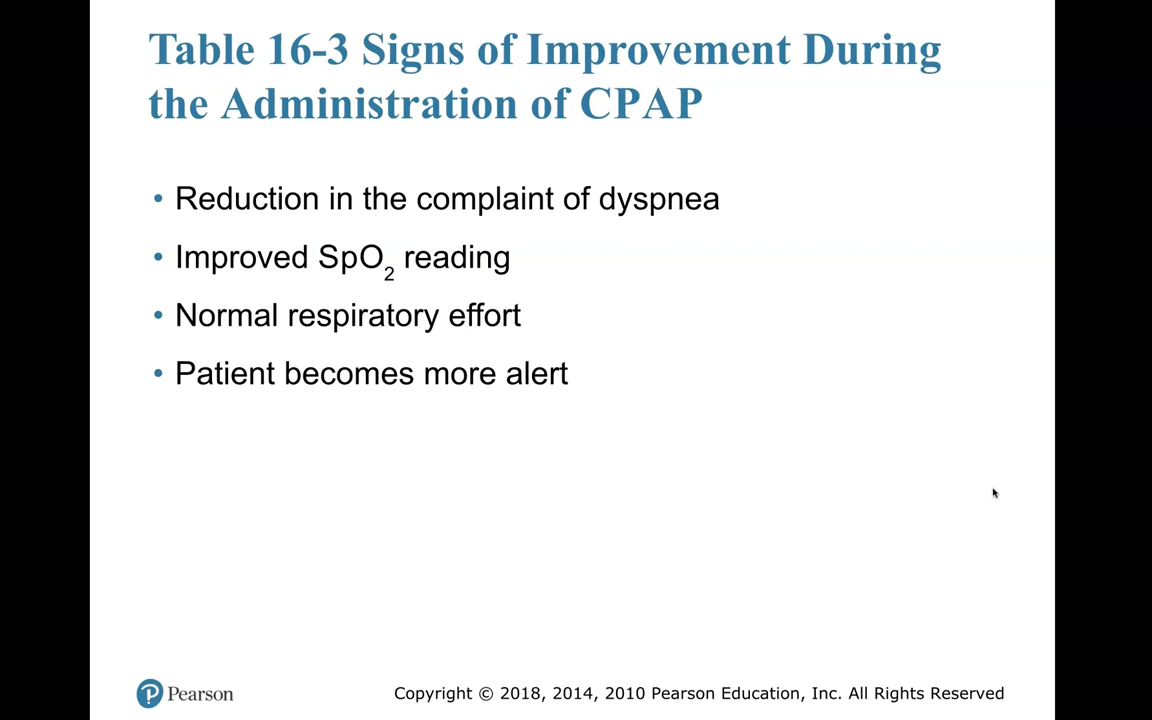 Table 16-3 Signs of Improvement During
the Administration of CPAP
• Reduction in the complaint of dyspnea
• Improved SpO₂ reading
• Normal respiratory effort
• Patient becomes more alert
Pearson
Copyright © 2018, 2014, 2010 Pearson Education, Inc. All Rights Reserved